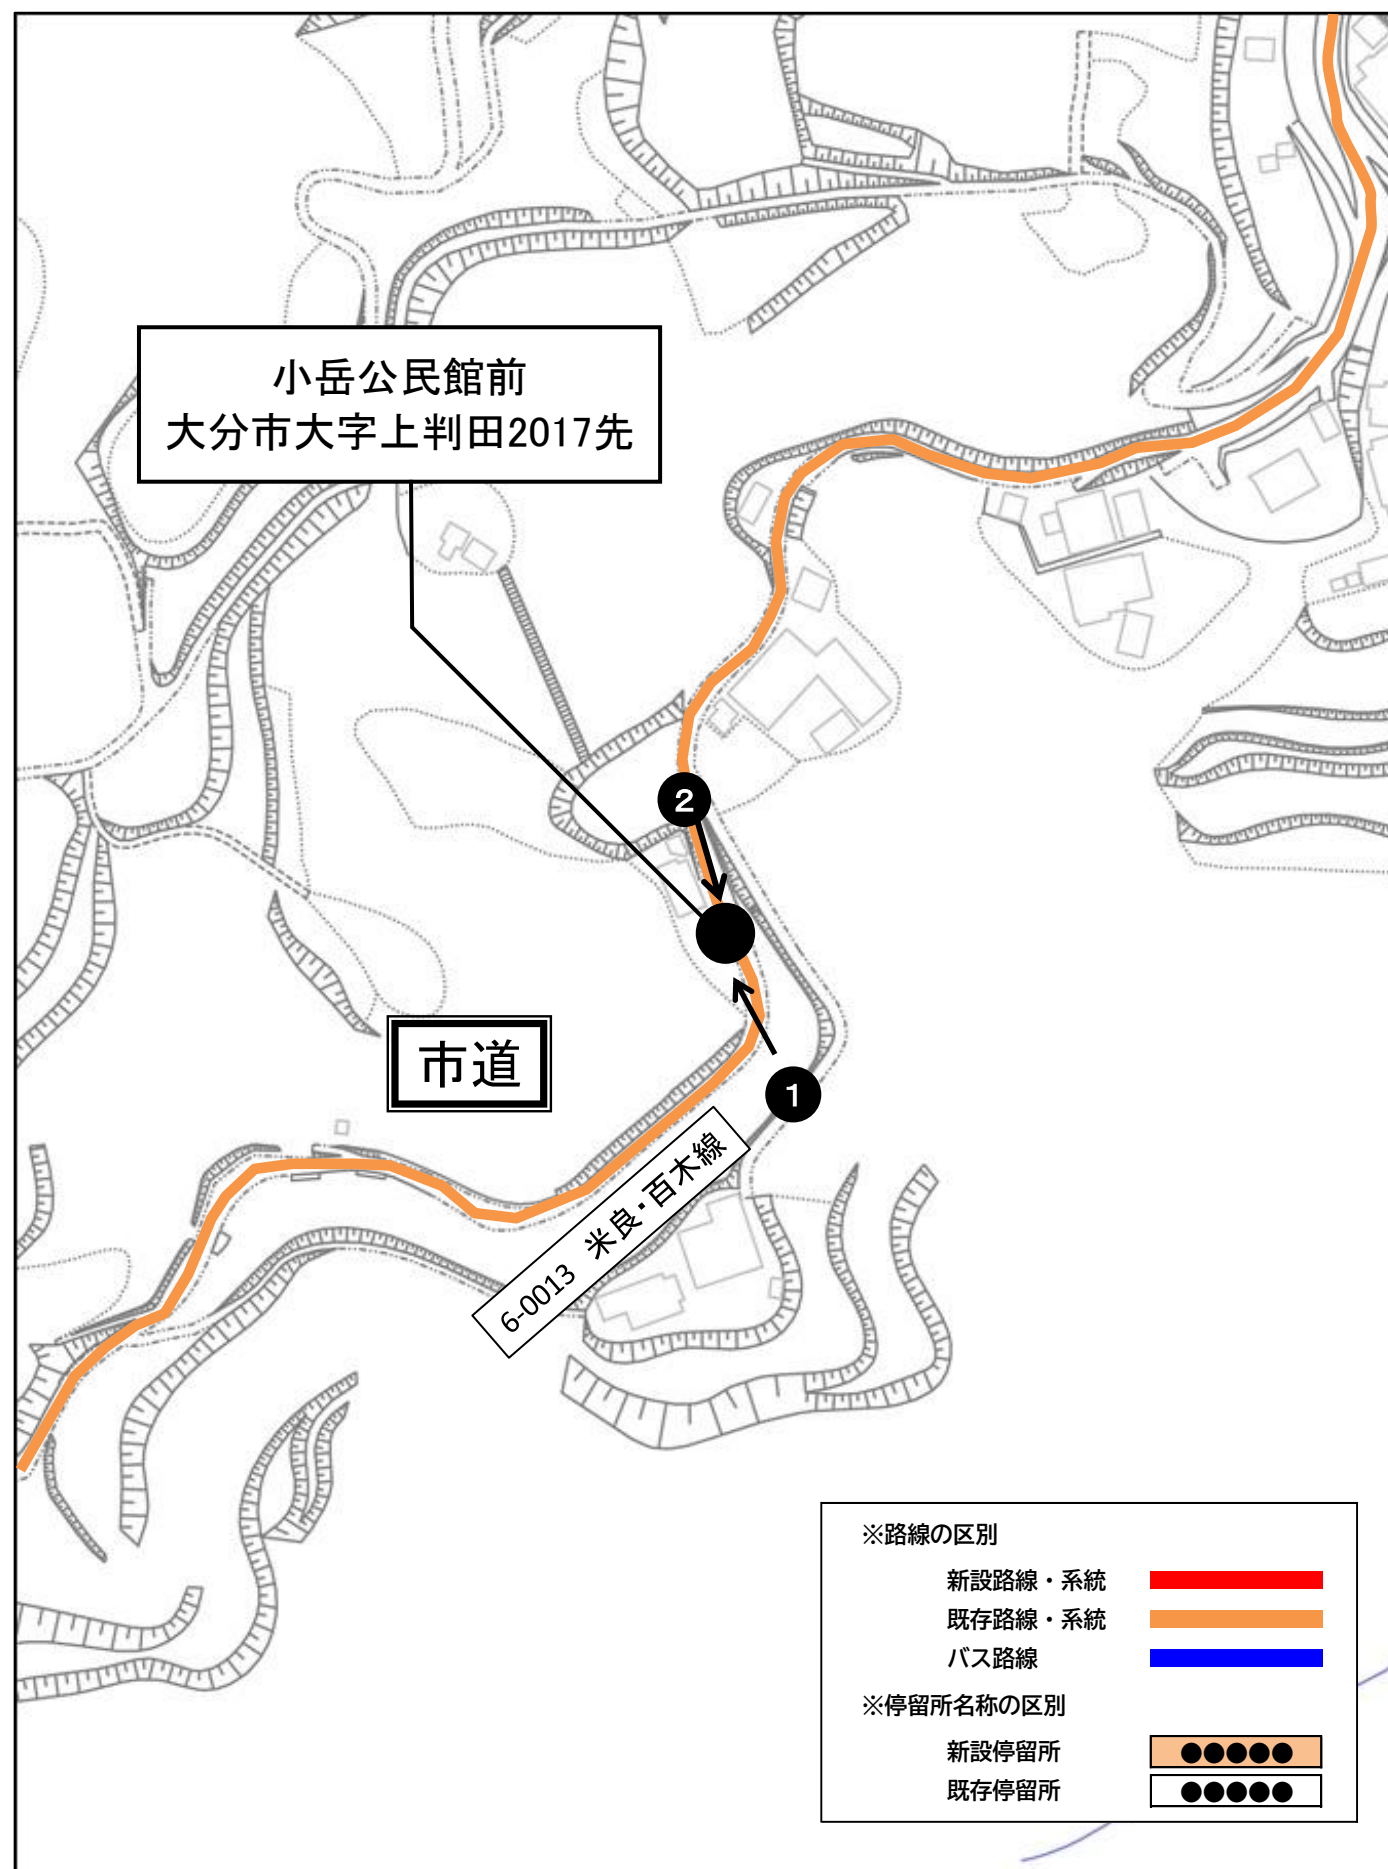 小岳公民館前
大分市大字上判田2017先
2
市道
1
6-0013　米良・百木線
※路線の区別
新設路線・系統
既存路線・系統
バス路線
※停留所名称の区別
新設停留所 ●●●●●
既存停留所 ●●●●●